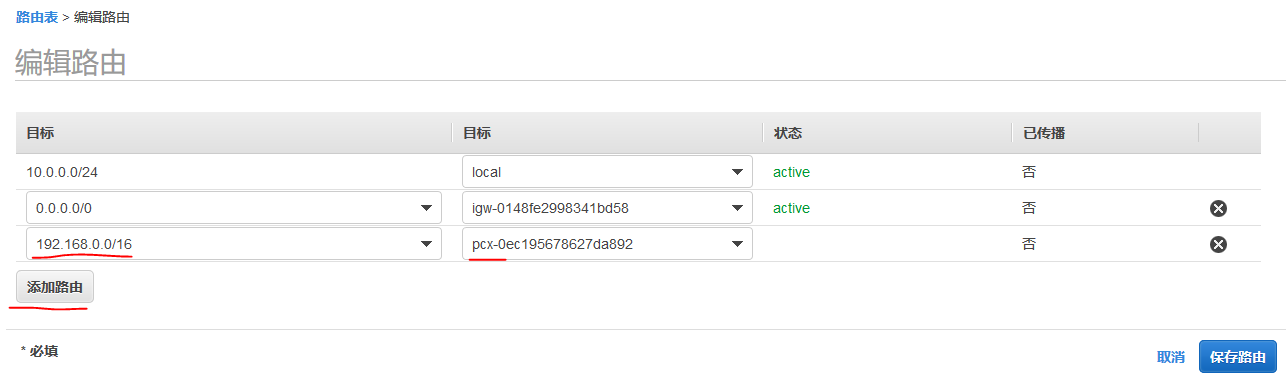 路由表 > 编辑路由
编辑路由
目标 目标 状态 已传播
10.0.0.0/24 local active 否
0.0.0.0/0 igw-0148fe2998341bd58 active 否
192.168.0.0/16 pcx-0ec195678627da892 否
添加路由
* 必填 取消 保存路由